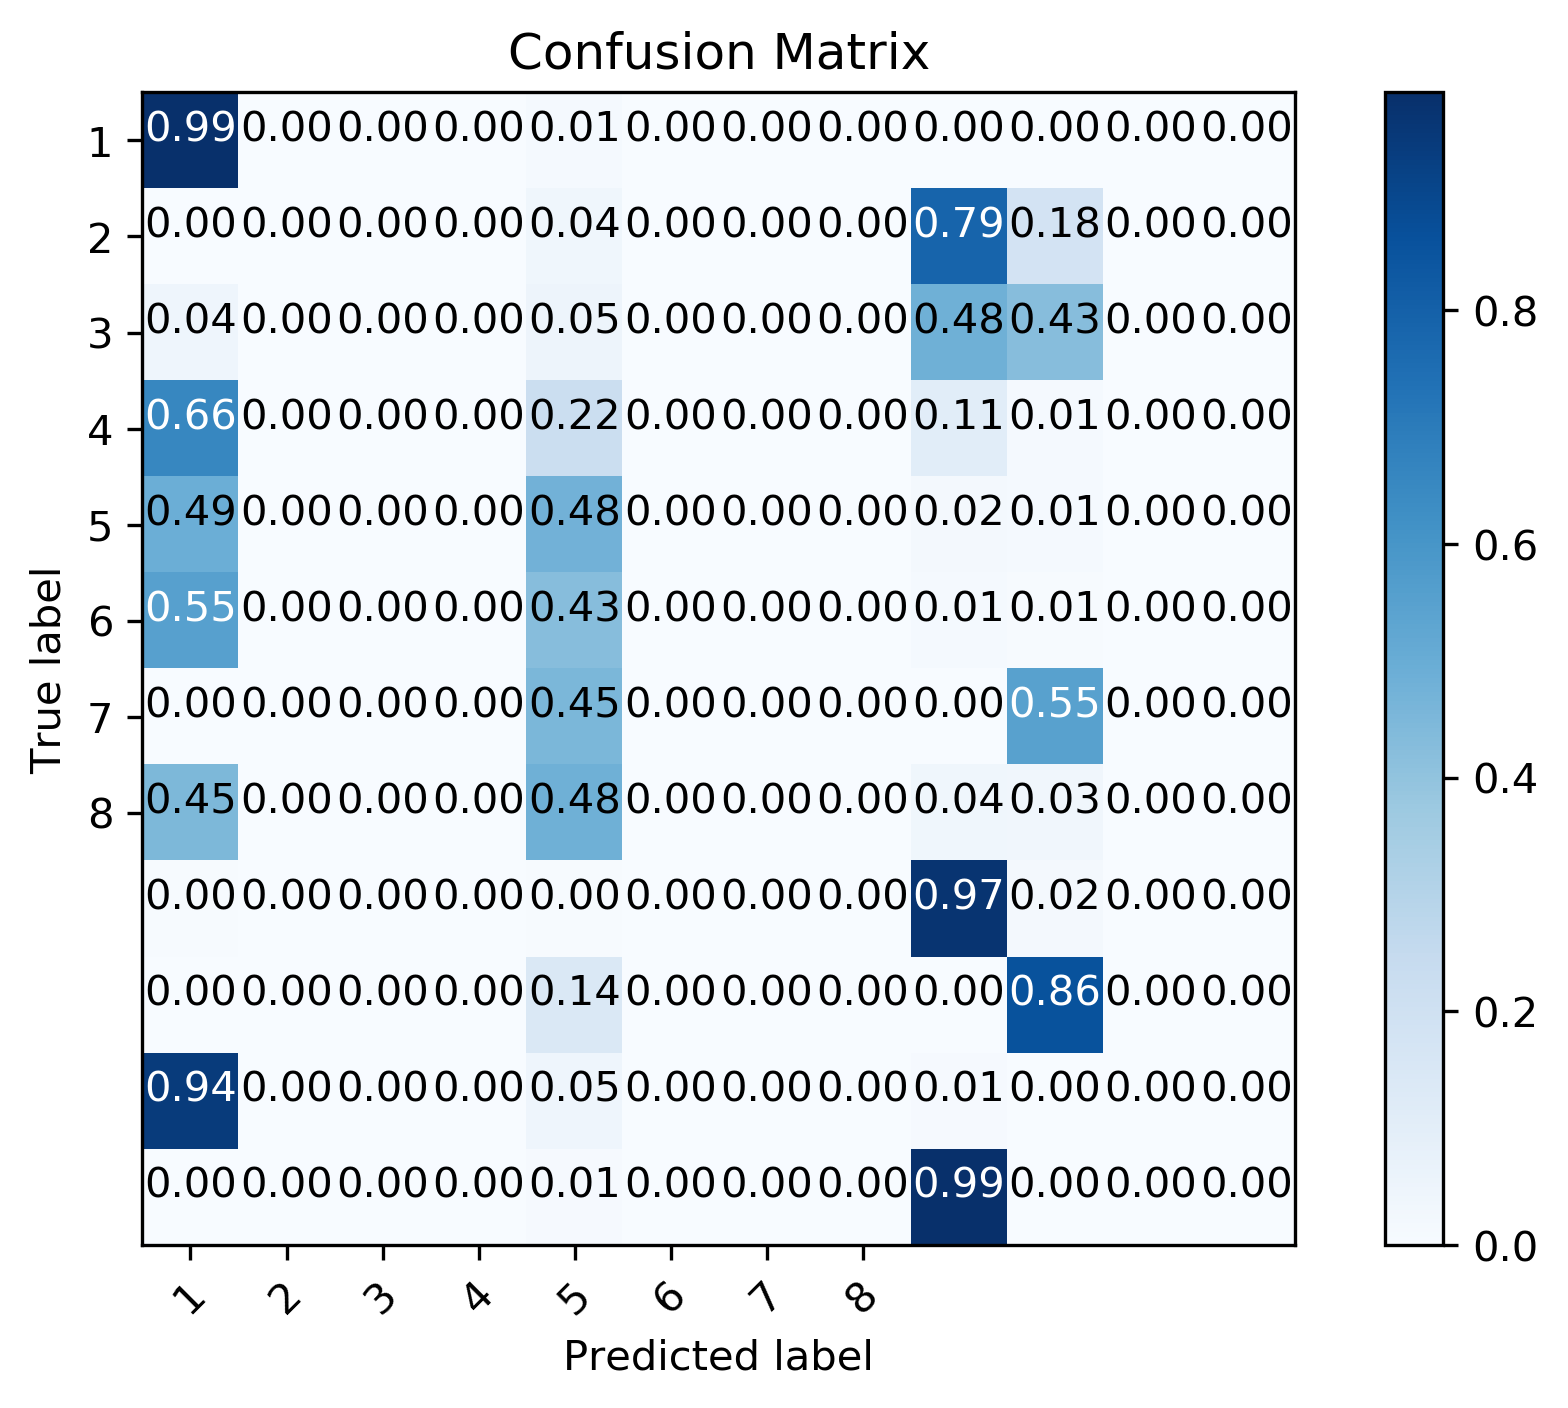 Confusion Matrix
1 0.99 0.00 0.00 0.00 0.01 0.00 0.00 0.00 0.00 0.00 0.00 0.00
2 0.00 0.00 0.00 0.00 0.04 0.00 0.00 0.00 0.79 0.18 0.00 0.00
3 0.04 0.00 0.00 0.00 0.05 0.00 0.00 0.00 0.48 0.43 0.00 0.00
4 0.66 0.00 0.00 0.00 0.22 0.00 0.00 0.00 0.11 0.01 0.00 0.00
5 0.49 0.00 0.00 0.00 0.48 0.00 0.00 0.00 0.02 0.01 0.00 0.00
6 0.55 0.00 0.00 0.00 0.43 0.00 0.00 0.00 0.01 0.01 0.00 0.00
7 0.00 0.00 0.00 0.00 0.45 0.00 0.00 0.00 0.00 0.55 0.00 0.00
8 0.45 0.00 0.00 0.00 0.48 0.00 0.00 0.00 0.04 0.03 0.00 0.00
0.00 0.00 0.00 0.00 0.00 0.00 0.00 0.00 0.97 0.02 0.00 0.00
0.00 0.00 0.00 0.00 0.14 0.00 0.00 0.00 0.00 0.86 0.00 0.00
0.94 0.00 0.00 0.00 0.05 0.00 0.00 0.00 0.01 0.00 0.00 0.00
0.00 0.00 0.00 0.00 0.01 0.00 0.00 0.00 0.99 0.00 0.00 0.00
1 2 3 4 5 6 7 8
Predicted label
True label
0.8
0.6
0.4
0.2
0.0